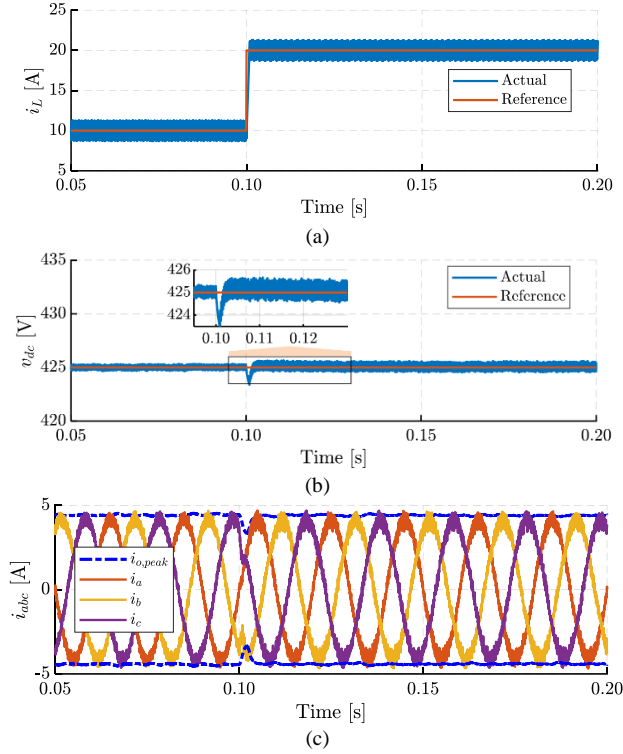 25
20
15
10
5
i_L [A]
Actual
Reference
0.05
0.10
0.15
0.20
Time [s]
(a)
435
430
425
420
v_dc [V]
426
425
424
0.10
0.11
0.12
Actual
Reference
0.05
0.10
0.15
0.20
Time [s]
(b)
5
0
-5
i_abc [A]
i_o,peak
i_a
i_b
i_c
0.05
0.10
0.15
0.20
Time [s]
(c)